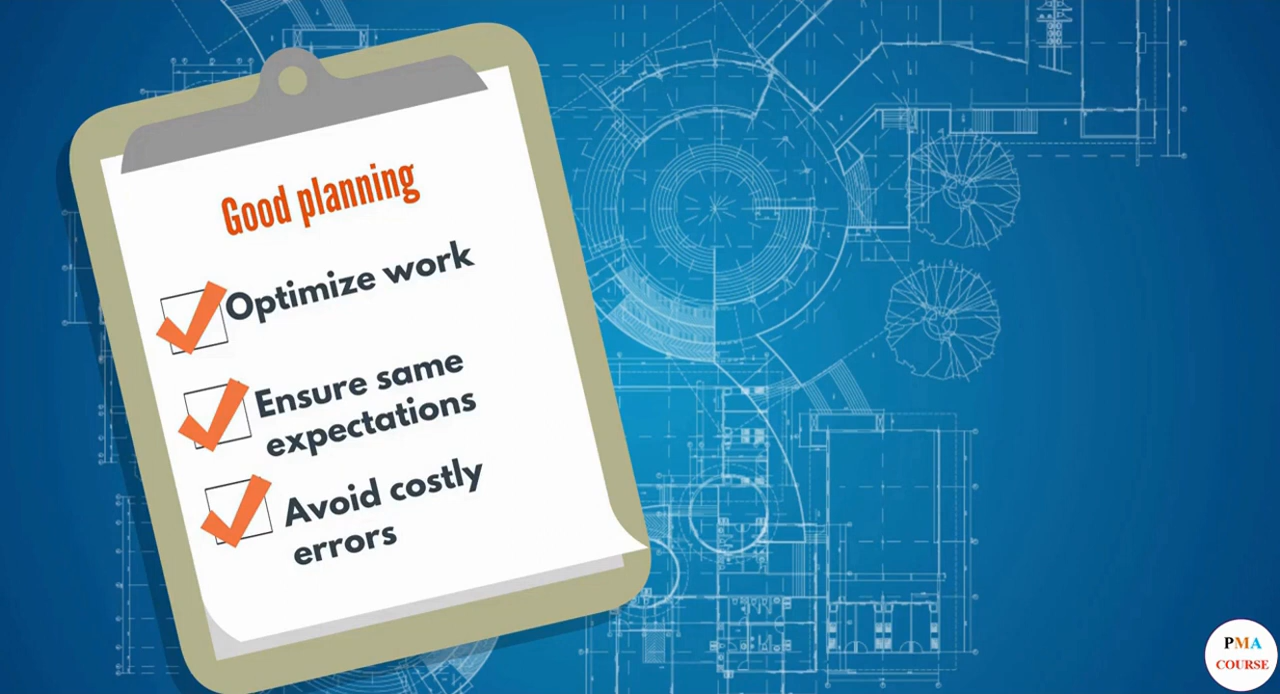 Good planning
Optimize work
Ensure same
expectations
Avoid costly
errors
PMA
COURSE